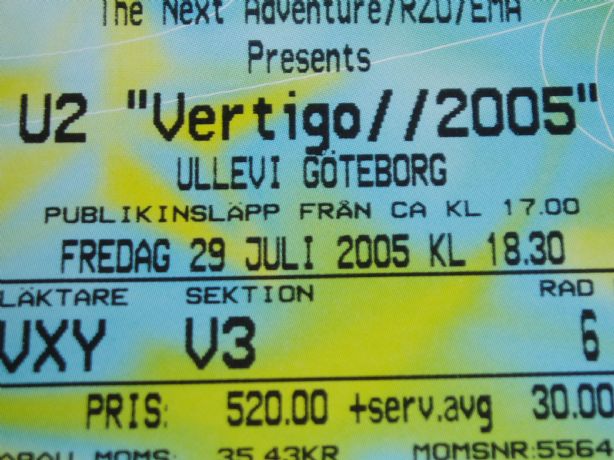 The Next Adventure/RZO/EMA
Presents
U2 "Vertigo//2005"
ULLEVI GÖTEBORG
PUBLIKINSLÄPP FRÅN CA KL 17.00
FREDAG 29 JULI 2005 KL 18.30
LÄKTARE SEKTION RAD
VXY V3 6
PRIS: 520.00 +serv.avg 30.00
MOMS: 35.43KR MOMSNR:5564